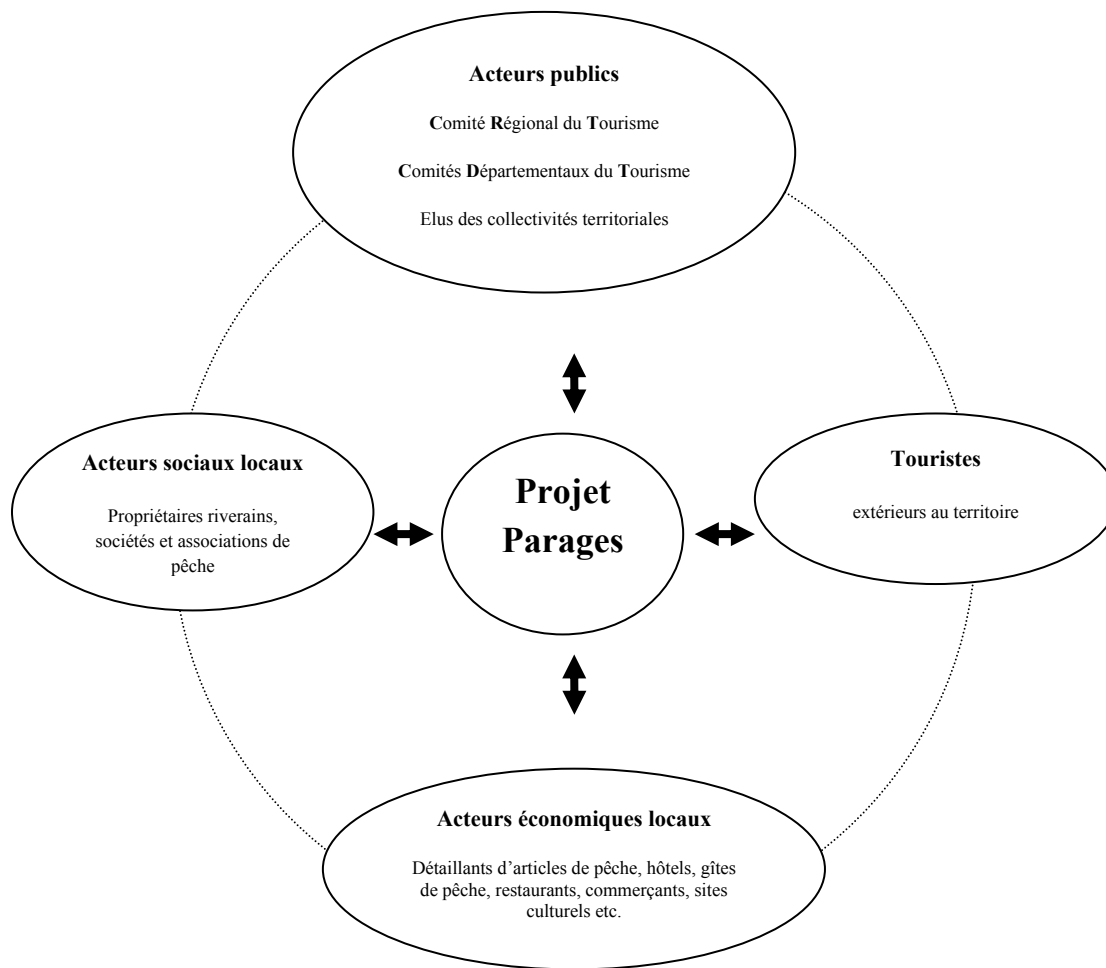 Acteurs publics
Comité Régional du Tourisme
Comités Départementaux du Tourisme
Elus des collectivités territoriales
Acteurs sociaux locaux
Propriétaires riverains,
sociétés et associations de
pêche
Projet
Parages
Touristes
extérieurs au territoire
Acteurs économiques locaux
Détaillants d’articles de pêche, hôtels, gîtes
de pêche, restaurants, commerçants, sites
culturels etc.